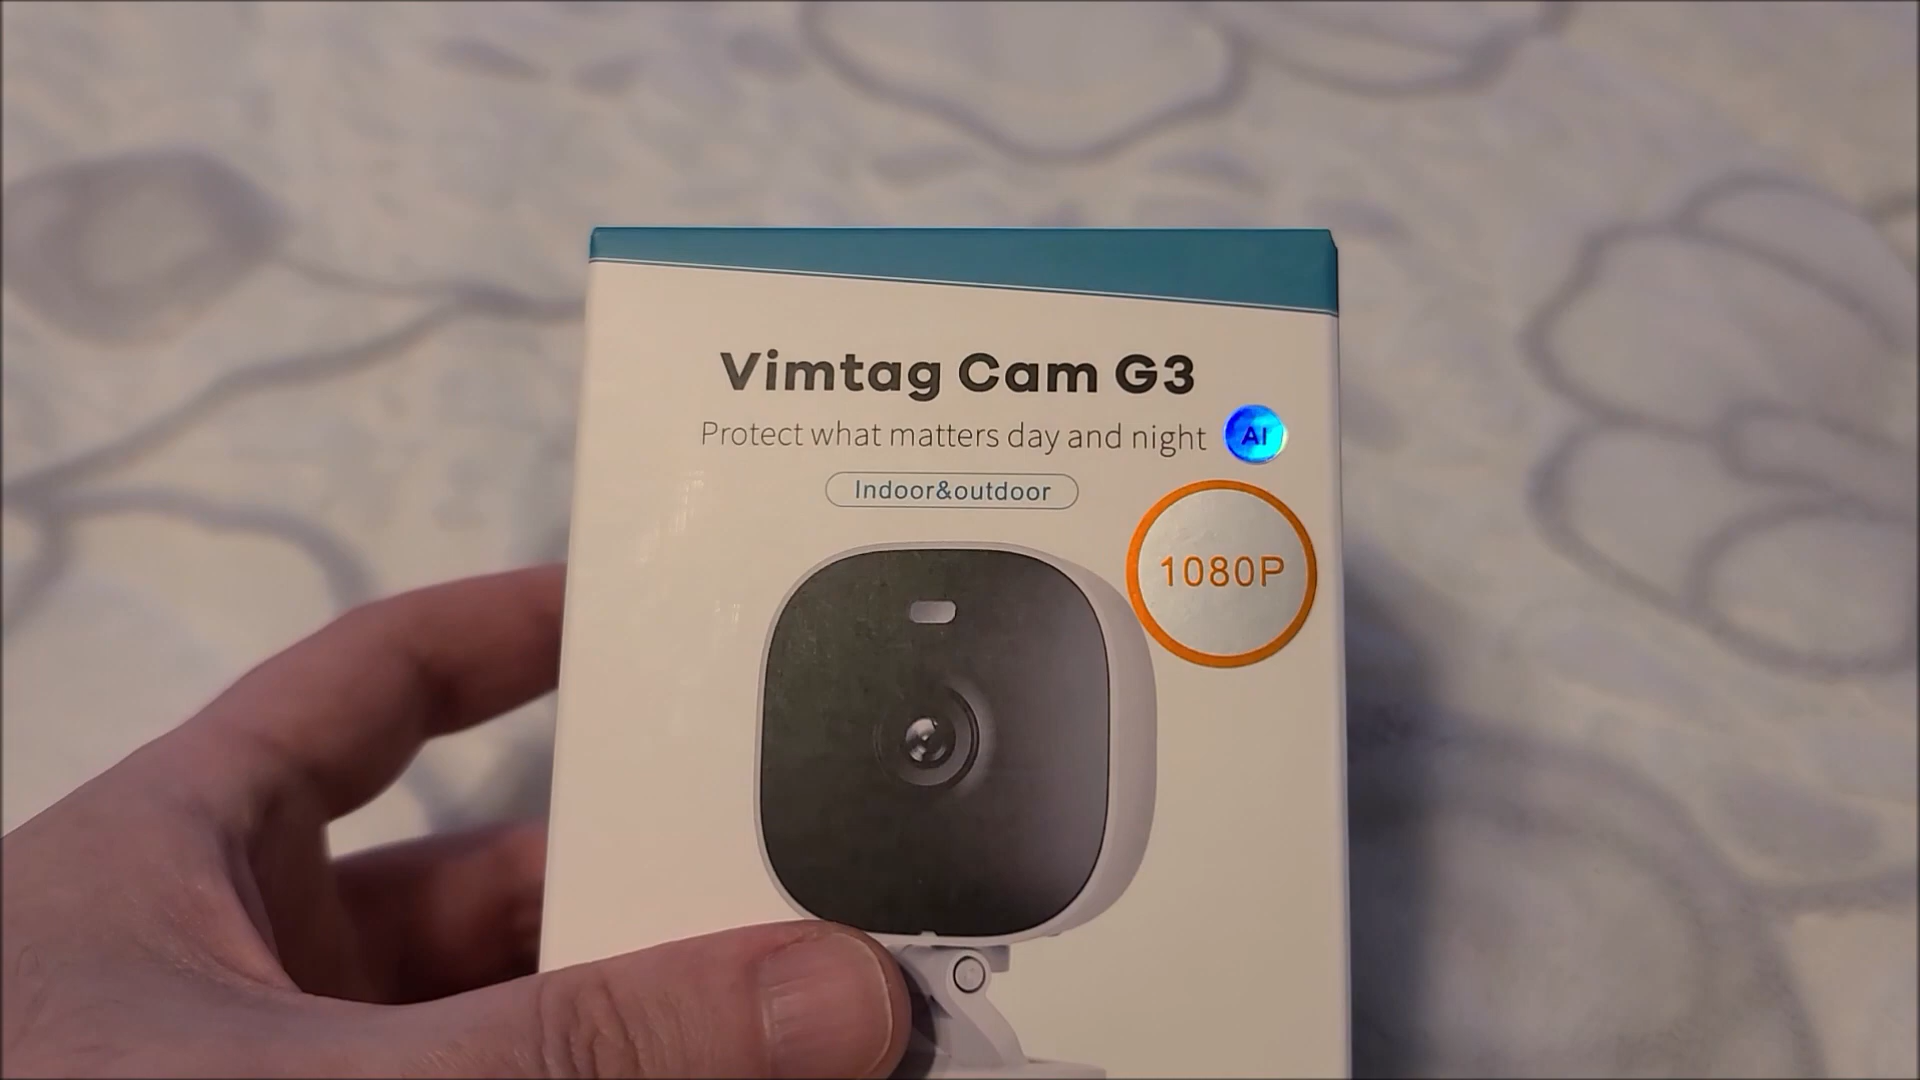 Vimtag Cam G3
Protect what matters day and night
AI
Indoor&outdoor
1080P